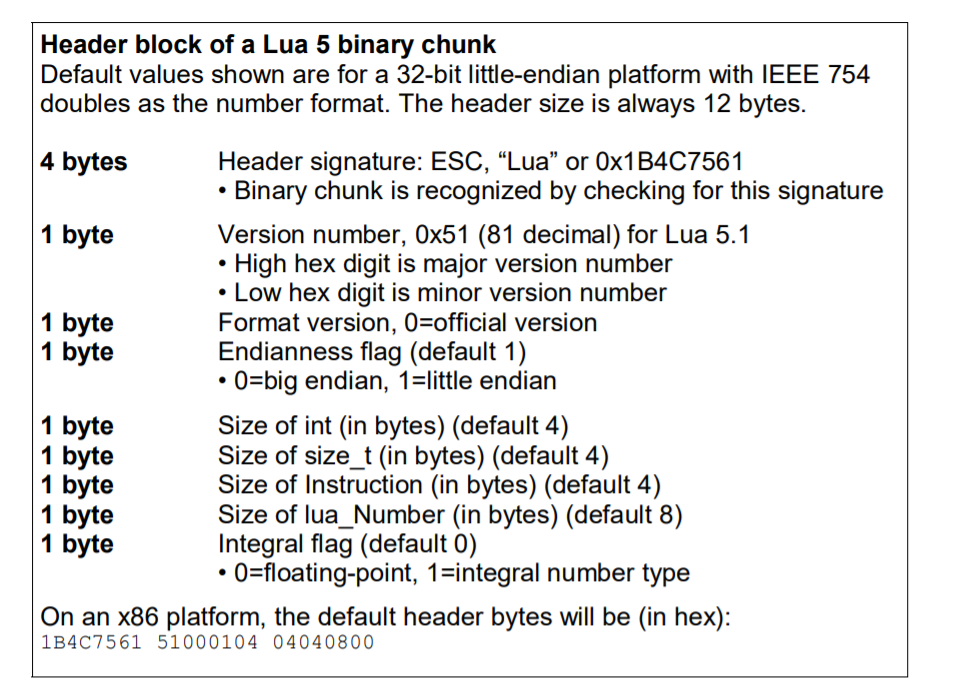 Header block of a Lua 5 binary chunk
Default values shown are for a 32-bit little-endian platform with IEEE 754
doubles as the number format. The header size is always 12 bytes.
4 bytes Header signature: ESC, “Lua” or 0x1B4C7561
• Binary chunk is recognized by checking for this signature
1 byte Version number, 0x51 (81 decimal) for Lua 5.1
• High hex digit is major version number
• Low hex digit is minor version number
1 byte Format version, 0=official version
1 byte Endianness flag (default 1)
• 0=big endian, 1=little endian
1 byte Size of int (in bytes) (default 4)
1 byte Size of size_t (in bytes) (default 4)
1 byte Size of Instruction (in bytes) (default 4)
1 byte Size of lua_Number (in bytes) (default 8)
1 byte Integral flag (default 0)
• 0=floating-point, 1=integral number type
On an x86 platform, the default header bytes will be (in hex):
1B4C7561 51000104 04040800